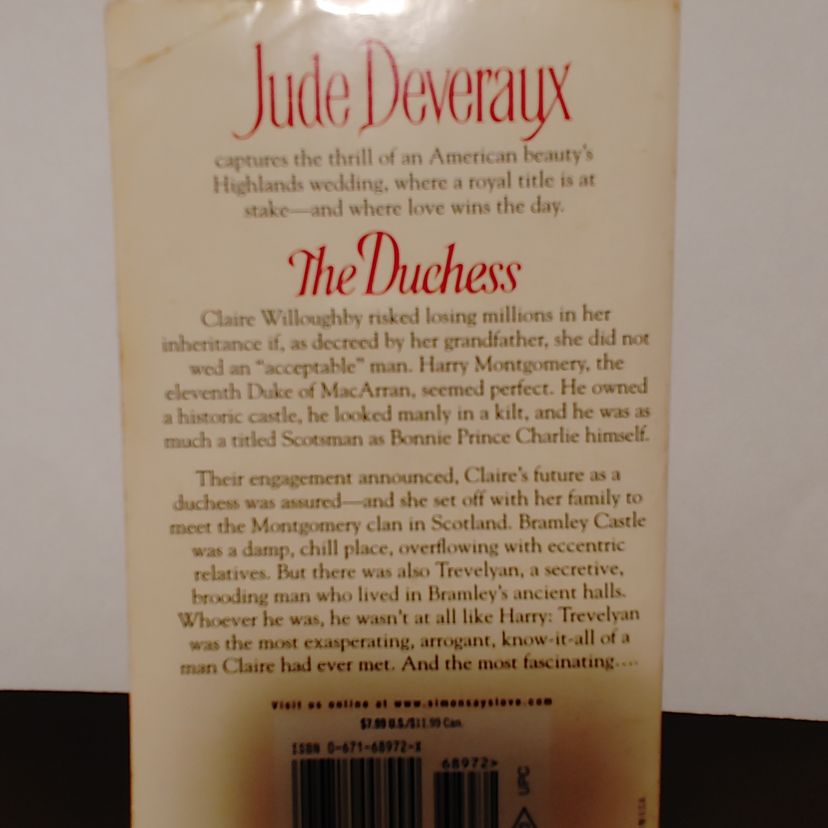 Jude Deveraux
captures the thrill of an American beauty's
Highlands wedding, where a royal title is at
stake—and where love wins the day.
The Duchess
Claire Willoughby risked losing millions in her
inheritance if, as decreed by her grandfather, she did not
wed an "acceptable" man. Harry Montgomery, the
eleventh Duke of MacArran, seemed perfect. He owned
a historic castle, he looked manly in a kilt, and he was as
much a titled Scotsman as Bonnie Prince Charlie himself.
Their engagement announced, Claire's future as a
duchess was assured—and she set off with her family to
meet the Montgomery clan in Scotland. Bramley Castle
was a damp, chill place, overflowing with eccentric
relatives. But there was also Trevelyan, a secretive,
brooding man who lived in Bramley's ancient halls.
Whoever he was, he wasn't at all like Harry: Trevelyan
was the most exasperating, arrogant, know-it-all of a
man Claire had ever met. And the most fascinating....
Visit us online at www.simonsayslove.com
$7.99 U.S./$11.99 Can.
ISBN 0-671-68972-X
68972>
UPC